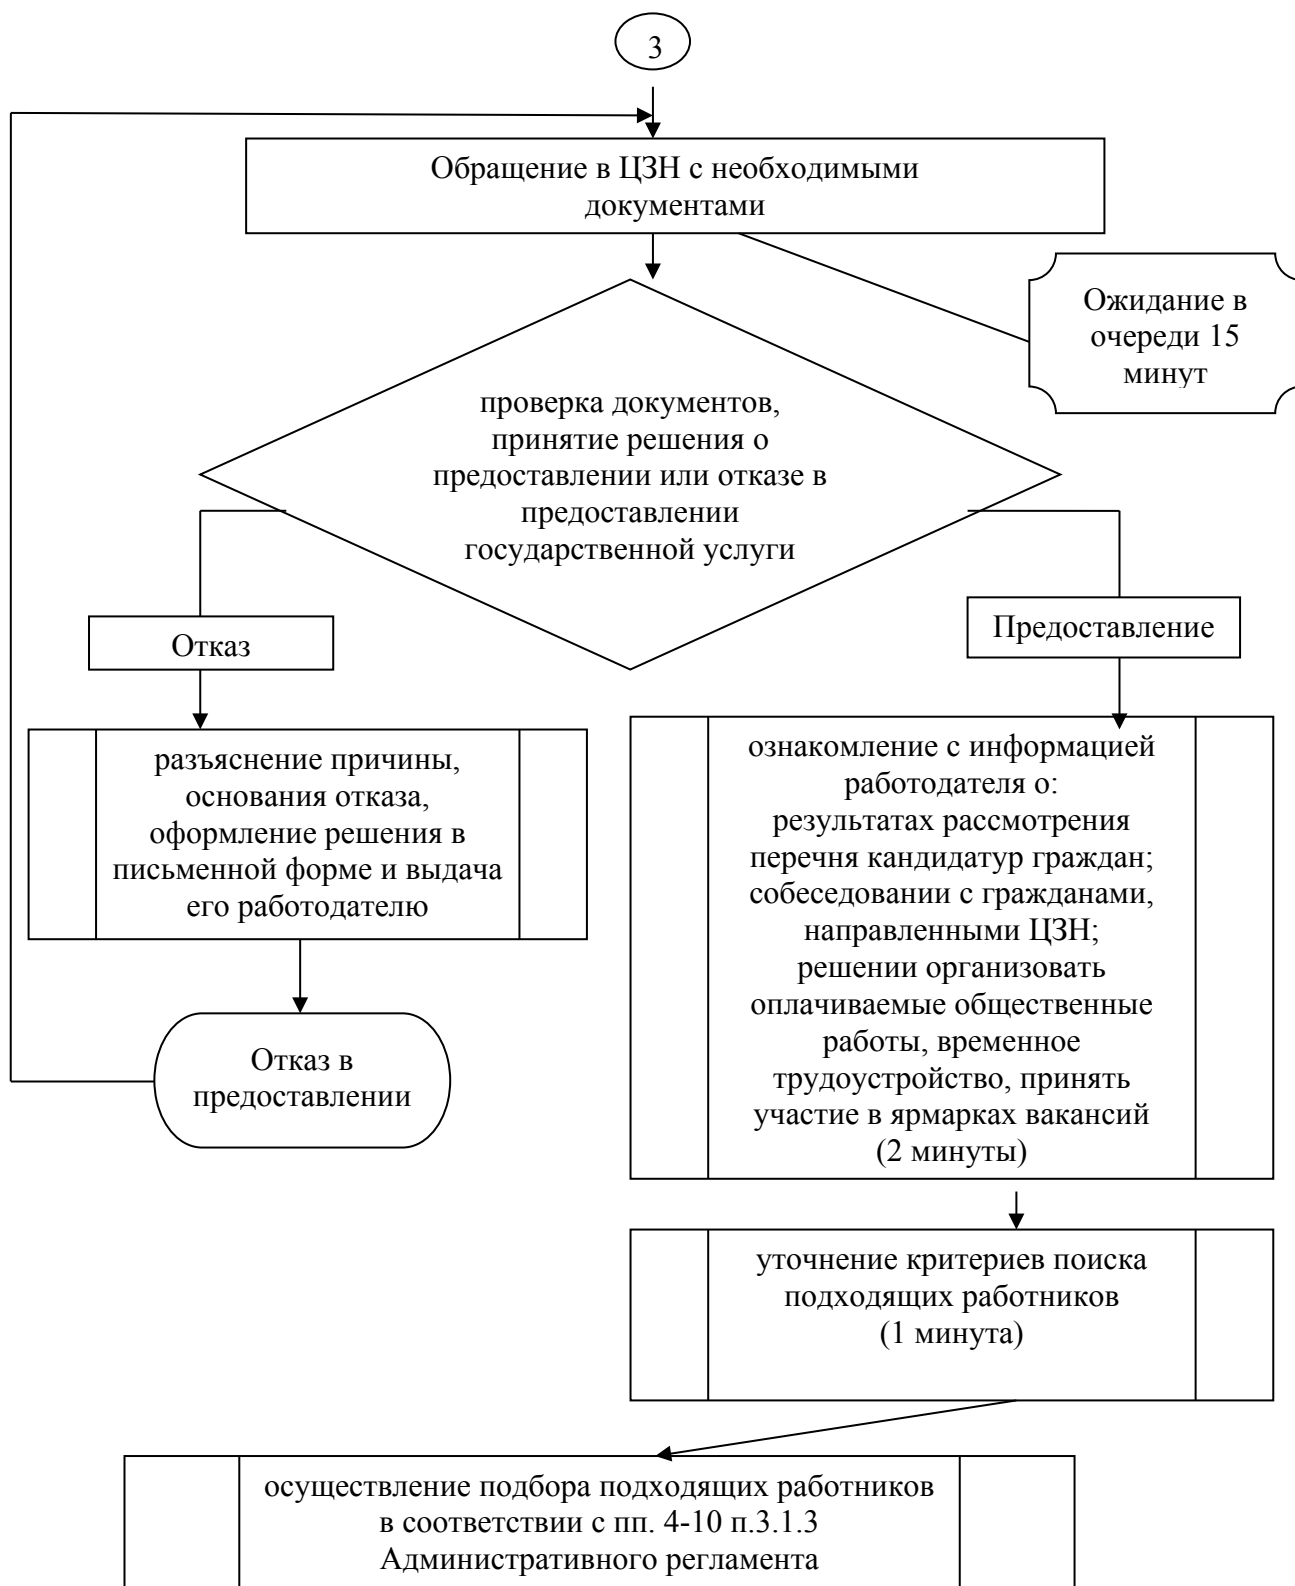 3
Обращение в ЦЗН с необходимыми
документами
Ожидание в
очереди 15
минут
проверка документов,
принятие решения о
предоставлении или отказе в
предоставлении
государственной услуги
Отказ
Предоставление
разъяснение причины,
основания отказа,
оформление решения в
письменной форме и выдача
его работодателю
ознакомление с информацией
работодателя о:
результатах рассмотрения
перечня кандидатур граждан;
собеседовании с гражданами,
направленными ЦЗН;
решении организовать
оплачиваемые общественные
работы, временное
трудоустройство, принять
участие в ярмарках вакансий
(2 минуты)
Отказ в
предоставлении
уточнение критериев поиска
подходящих работников
(1 минута)
осуществление подбора подходящих работников
в соответствии с пп. 4-10 п.3.1.3
Административного регламента